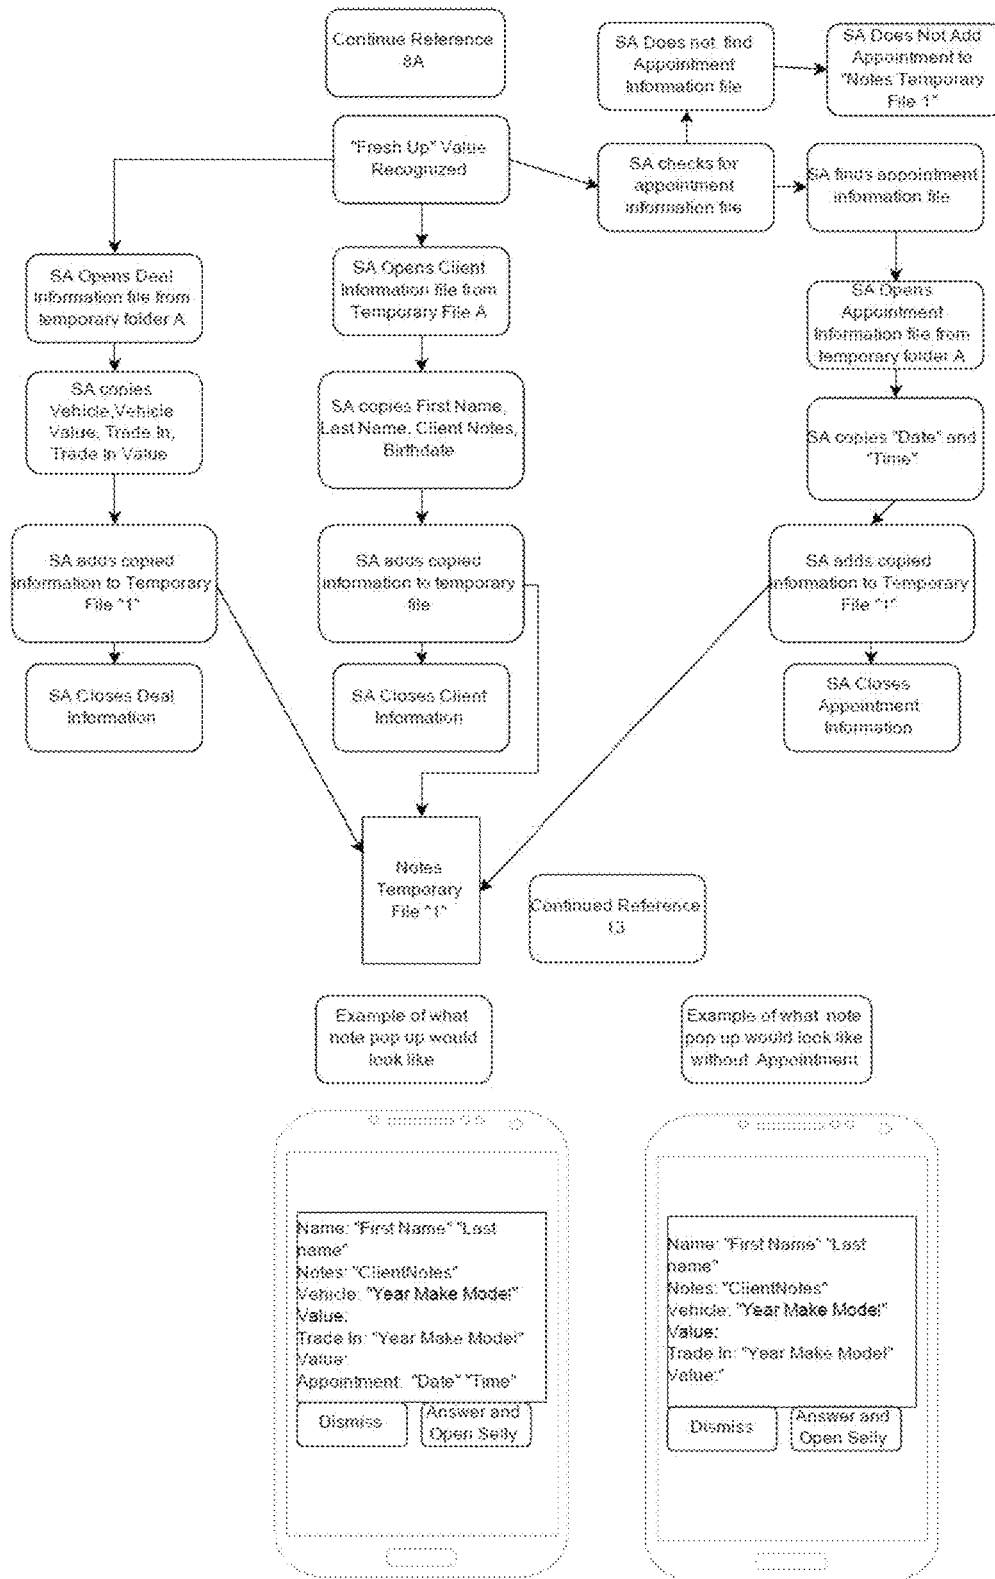 Continue Reference
8A
SA Does not find
Appointment
Information file
SA Does Not Add
Appointment to
"Notes Temporary
File 1"
"Fresh Up" Value
Recognized
SA checks for
appointment
information file
SA finds appointment
information file
SA Opens Deal
Information file from
temporary folder A
SA Opens Client
Information file from
Temporary File A
SA Opens
Appointment
Information file from
temporary folder A
SA copies
Vehicle,Vehicle
Value, Trade In,
Trade In Value
SA copies First Name,
Last Name, Client Notes,
Birthdate
SA copies "Date" and
"Time"
SA adds copied
information to Temporary
File "1"
SA adds copied
information to temporary
file
SA adds copied
information to Temporary
File "1"
SA Closes Deal
Information
SA Closes Client
Information
SA Closes
Appointment
Information
Notes
Temporary
File "1"
Continued Reference
13
Example of what
note pop up would
look like
Example of what note
pop up would look like
without Appointment
Name: "First Name" "Last
name"
Notes: "ClientNotes"
Vehicle: "Year Make Model"
Value:
Trade In: "Year Make Model"
Value:
Appointment: "Date" "Time"
Dismiss
Answer and
Open Selly
Name: "First Name" "Last
name"
Notes: "ClientNotes"
Vehicle: "Year Make Model"
Value:
Trade In: "Year Make Model"
Value:"
Dismiss
Answer and
Open Selly